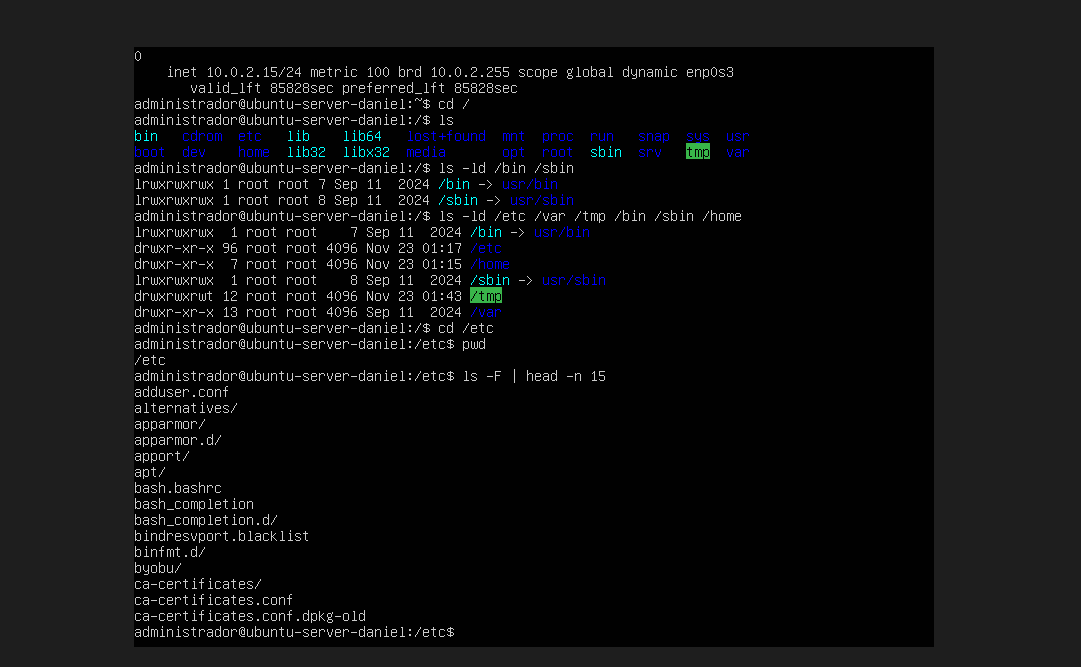 0
    inet 10.0.2.15/24 metric 100 brd 10.0.2.255 scope global dynamic enp0s3
       valid_lft 85828sec preferred_lft 85828sec
administrador@ubuntu-server-daniel:~$ cd /
administrador@ubuntu-server-daniel:/$ ls
bin   cdrom  etc   lib    lib64   lost+found  mnt  proc  run   snap  sys  usr
boot  dev    home  lib32  libx32  media       opt  root  sbin  srv   tmp  var
administrador@ubuntu-server-daniel:/$ ls -ld /bin /sbin
lrwxrwxrwx 1 root root 7 Sep 11  2024 /bin -> usr/bin
lrwxrwxrwx 1 root root 8 Sep 11  2024 /sbin -> usr/sbin
administrador@ubuntu-server-daniel:/$ ls -ld /etc /var /tmp /bin /sbin /home
lrwxrwxrwx  1 root root    7 Sep 11  2024 /bin -> usr/bin
drwxr-xr-x 96 root root 4096 Nov 23 01:17 /etc
drwxr-xr-x  7 root root 4096 Nov 23 01:15 /home
lrwxrwxrwx  1 root root    8 Sep 11  2024 /sbin -> usr/sbin
drwxrwxrwt 12 root root 4096 Nov 23 01:43 /tmp
drwxr-xr-x 13 root root 4096 Sep 11  2024 /var
administrador@ubuntu-server-daniel:/$ cd /etc
administrador@ubuntu-server-daniel:/etc$ pwd
/etc
administrador@ubuntu-server-daniel:/etc$ ls -F | head -n 15
adduser.conf
alternatives/
apparmor/
apparmor.d/
apport/
apt/
bash.bashrc
bash_completion
bash_completion.d/
bindresvport.blacklist
binfmt.d/
byobu/
ca-certificates/
ca-certificates.conf
ca-certificates.conf.dpkg-old
administrador@ubuntu-server-daniel:/etc$